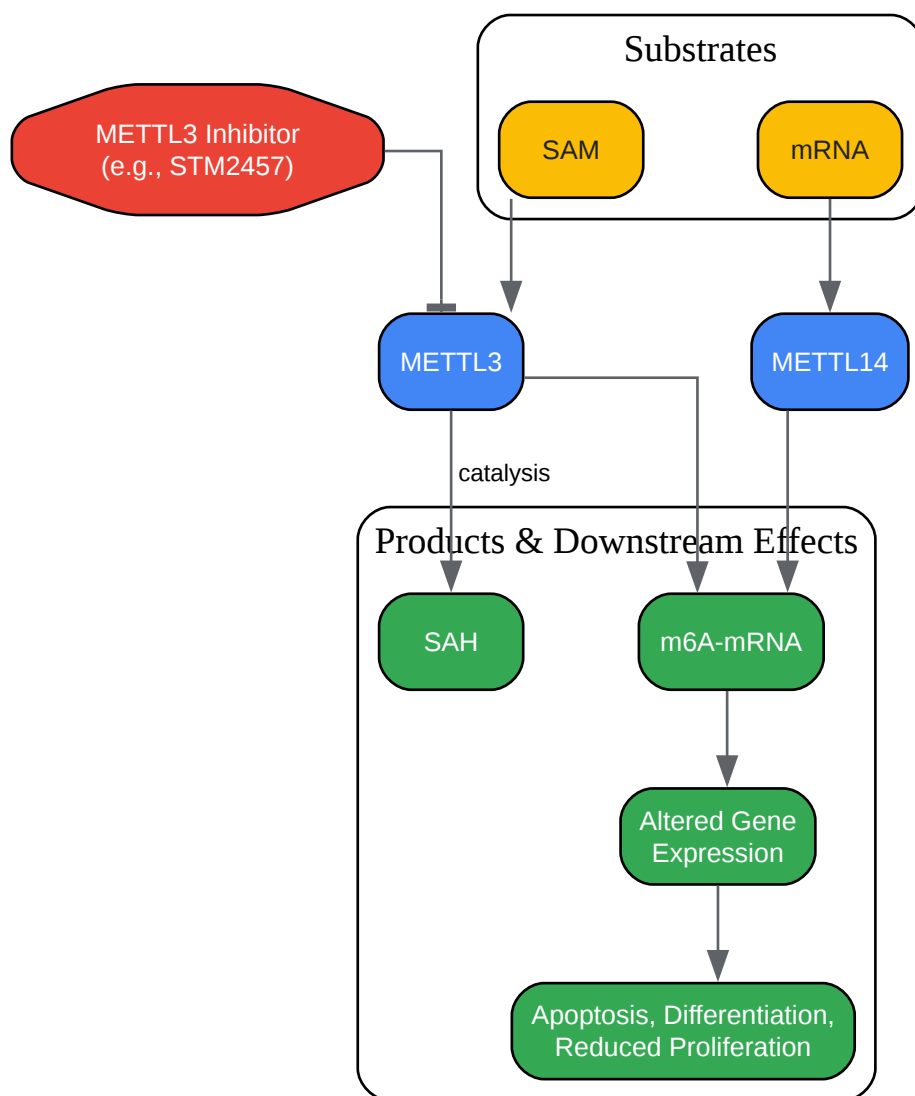 Substrates
METTL3 Inhibitor
(e.g., STM2457)
SAM
mRNA
METTL3
METTL14
catalysis
Products & Downstream Effects
SAH
m6A-mRNA
Altered Gene
Expression
Apoptosis, Differentiation,
Reduced Proliferation